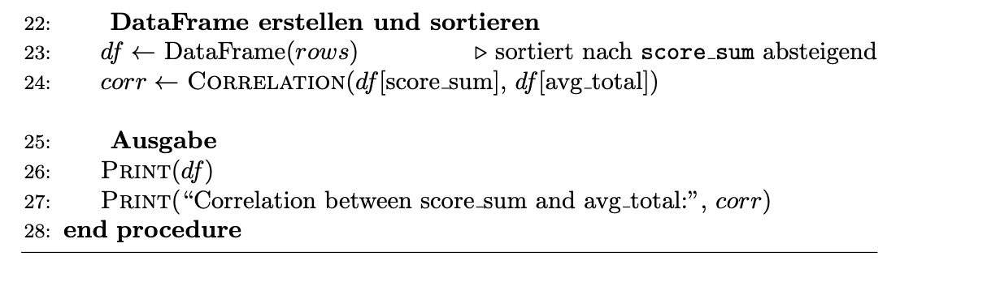 22: DataFrame erstellen und sortieren
23: df ← DataFrame(rows) ▷ sortiert nach score_sum absteigend
24: corr ← CORRELATION(df[score_sum], df[avg_total])
25: Ausgabe
26: PRINT(df)
27: PRINT(“Correlation between score_sum and avg_total:”, corr)
28: end procedure